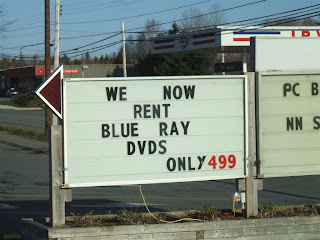 WE NOW
RENT
BLUE RAY
DVDS
ONLY 499
PC B
NN S